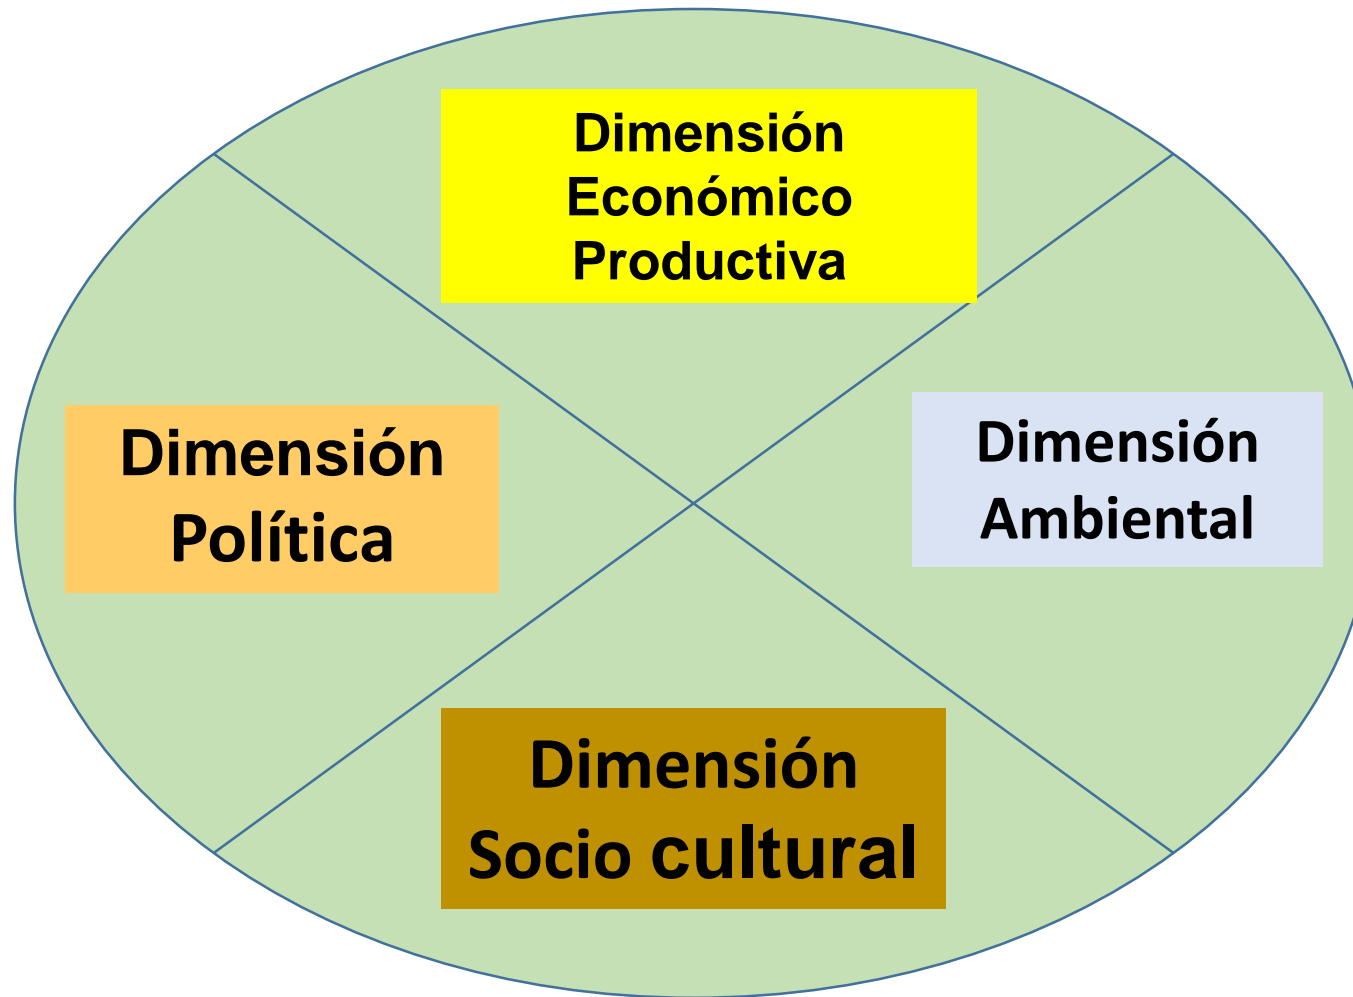 Dimensión
Económico
Productiva
Dimensión
Política
Dimensión
Ambiental
Dimensión
Socio cultural